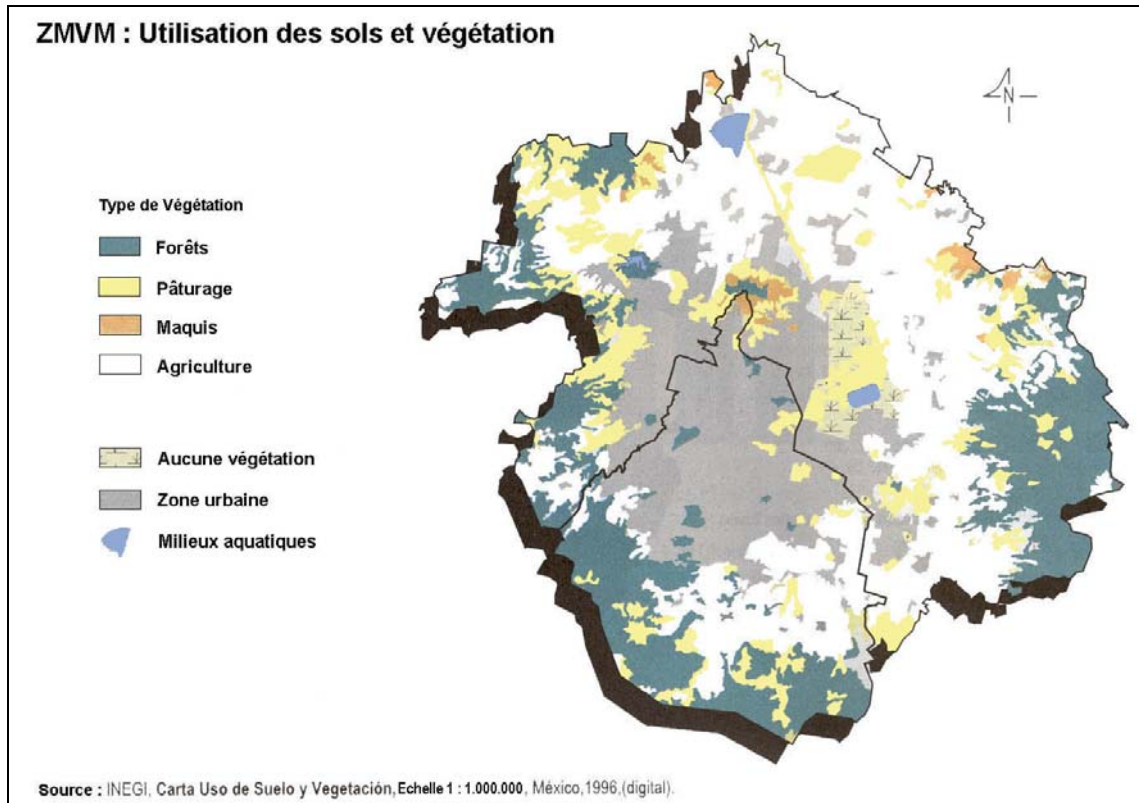 ZMVM : Utilisation des sols et végétation
N
Type de Végétation
Forêts
Pâturage
Maquis
Agriculture
Aucune végétation
Zone urbaine
Milieux aquatiques
Source : INEGI, Carta Uso de Suelo y Vegetación, Echelle 1 : 1.000.000, México,1996,(digital).